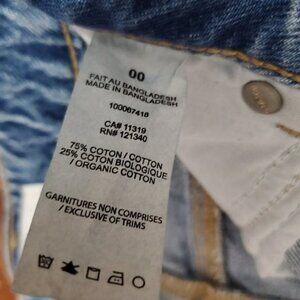 00
FAIT AU BANGLADESH
MADE IN BANGLADESH
100067418
CA# 11319
RN# 121340
75% COTON / COTTON
25% COTON BIOLOGIQUE
/ ORGANIC COTTON
GARNITURES NON COMPRISES
/ EXCLUSIVE OF TRIMS